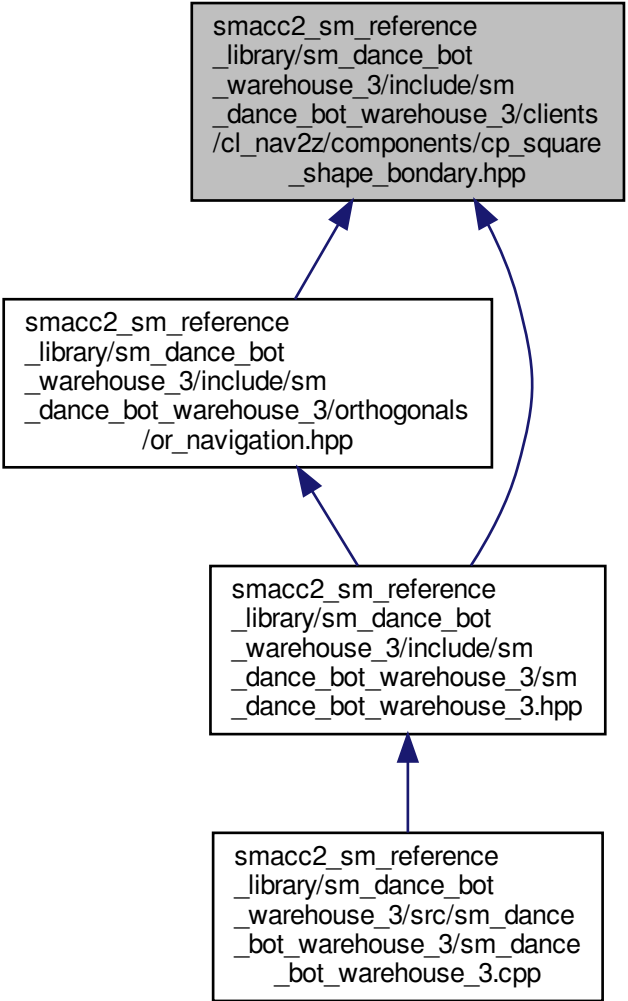 smacc2_sm_reference
_library/sm_dance_bot
_warehouse_3/include/sm
_dance_bot_warehouse_3/clients
/cl_nav2z/components/cp_square
_shape_bondary.hpp
smacc2_sm_reference
_library/sm_dance_bot
_warehouse_3/include/sm
_dance_bot_warehouse_3/orthogonals
/or_navigation.hpp
smacc2_sm_reference
_library/sm_dance_bot
_warehouse_3/include/sm
_dance_bot_warehouse_3/sm
_dance_bot_warehouse_3.hpp
smacc2_sm_reference
_library/sm_dance_bot
_warehouse_3/src/sm_dance
_bot_warehouse_3/sm_dance
_bot_warehouse_3.cpp